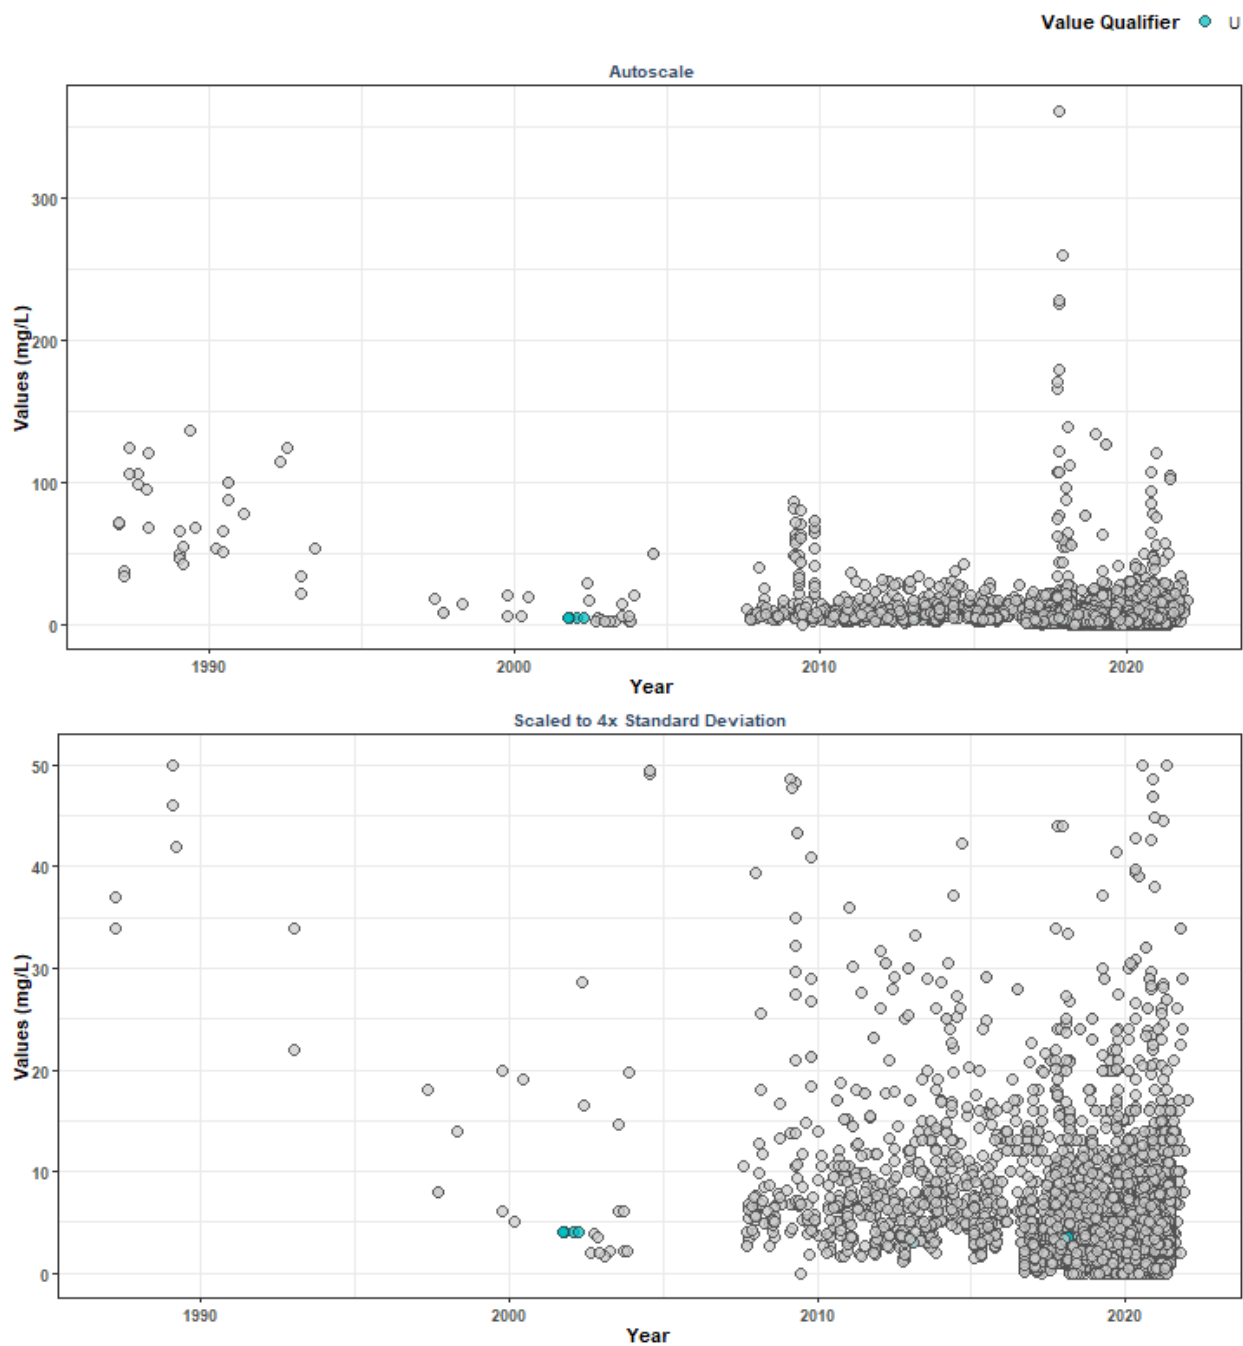 Value Qualifier U
Autoscale
Values (mg/L)
300
200
100
0
1990 2000 2010 2020
Year
Scaled to 4x Standard Deviation
Values (mg/L)
50
40
30
20
10
0
1990 2000 2010 2020
Year